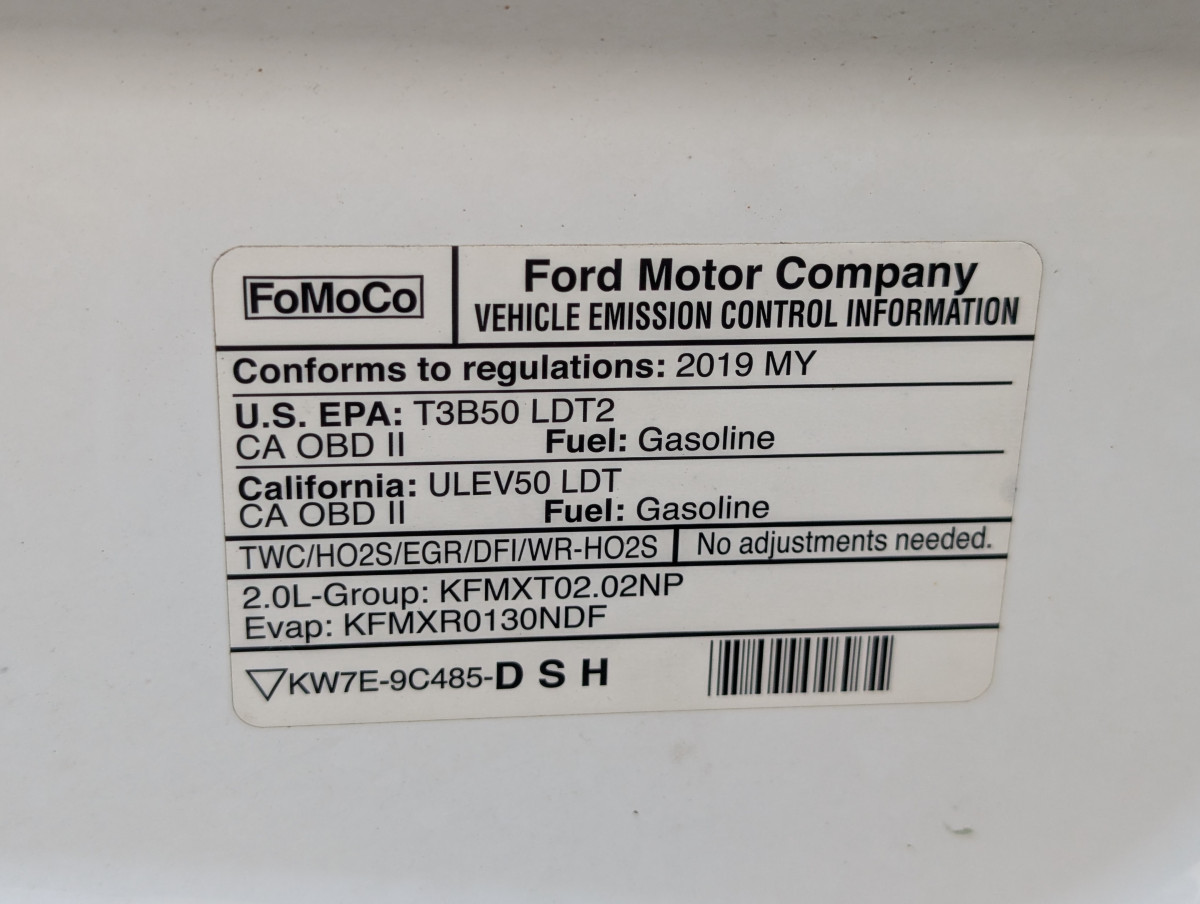 FoMoCo
Ford Motor Company
VEHICLE EMISSION CONTROL INFORMATION
Conforms to regulations: 2019 MY
U.S. EPA: T3B50 LDT2
CA OBD II Fuel: Gasoline
California: ULEV50 LDT
CA OBD II Fuel: Gasoline
TWC/HO2S/EGR/DFI/WR-HO2S No adjustments needed.
2.0L-Group: KFMXT02.02NP
Evap: KFMXR0130NDF
KW7E-9C485-D S H